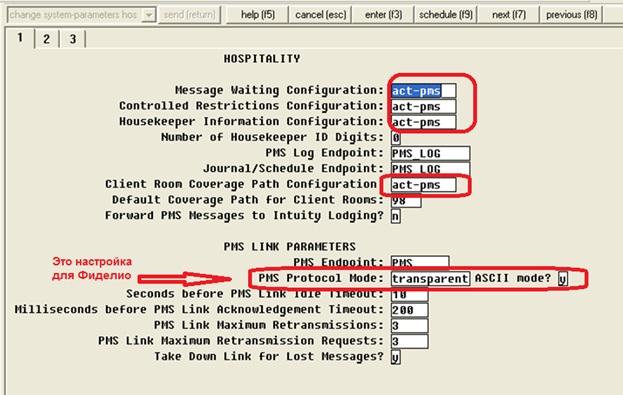 change system-parameters hos send (return) help (f5) cancel (esc) enter (f3) schedule (f9) next (f7) previous (f8)
1 2 3
HOSPITALITY
Message Waiting Configuration: act-pms
Controlled Restrictions Configuration: act-pms
Housekeeper Information Configuration: act-pms
Number of Housekeeper ID Digits: 0
PMS Log Endpoint: PMS_LOG
Journal/Schedule Endpoint: PMS_LOG
Client Room Coverage Path Configuration: act-pms
Default Coverage Path for Client Rooms: 98
Forward PMS Messages to Intuity Lodging? n
PMS LINK PARAMETERS
PMS Endpoint: PMS
Это настройка для Фиделио
PMS Protocol Mode: transparent ASCII mode? y
Seconds before PMS Link Idle Timeout: 10
Milliseconds before PMS Link Acknowledgement Timeout: 200
PMS Link Maximum Retransmissions: 3
PMS Link Maximum Retransmission Requests: 3
Take Down Link for Lost Messages? y